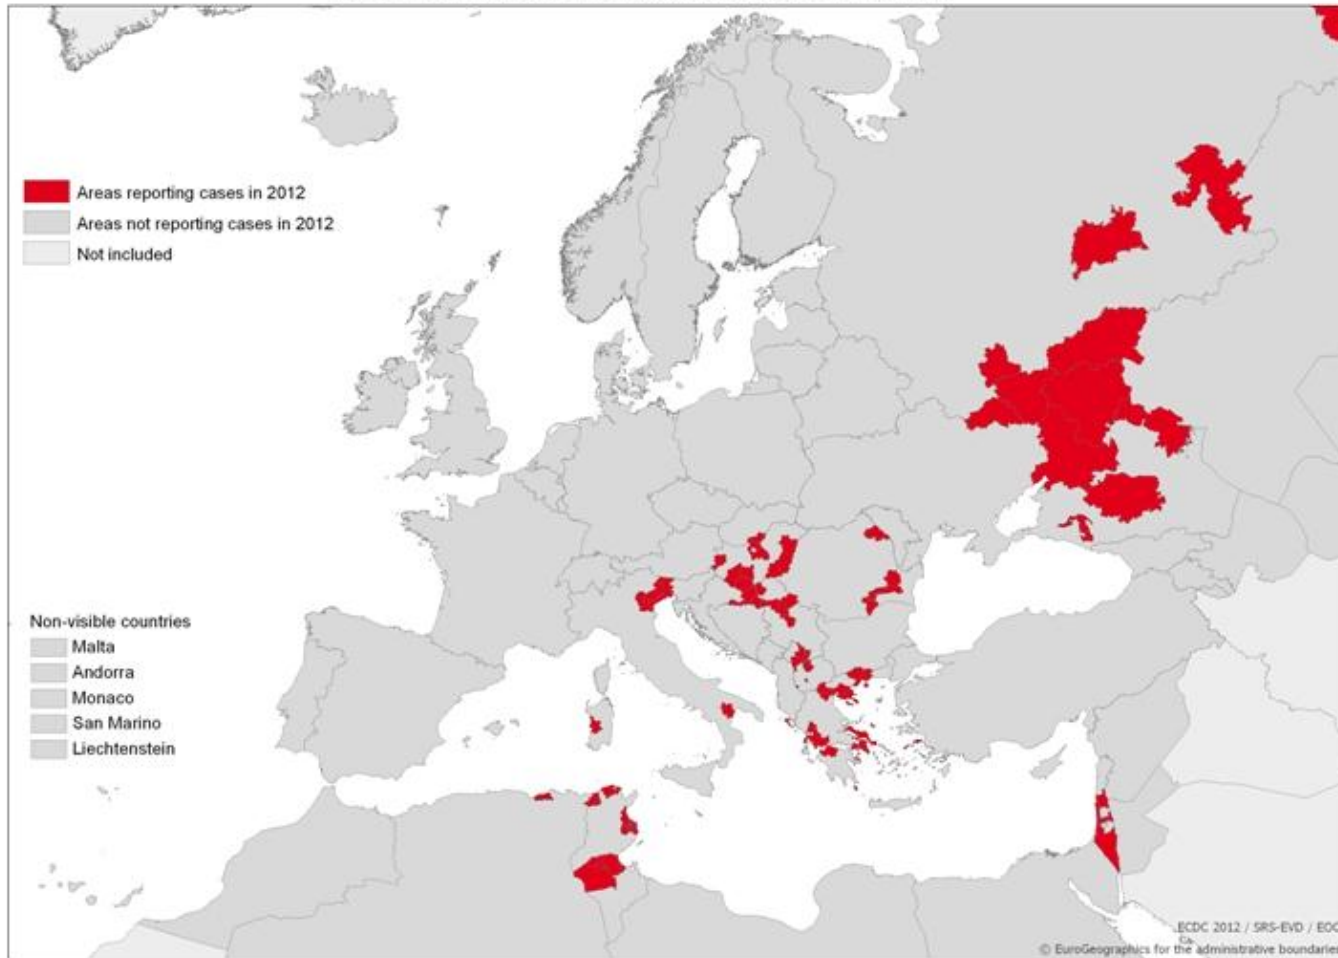 Areas reporting cases in 2012
Areas not reporting cases in 2012
Not included
Non-visible countries
Malta
Andorra
Monaco
San Marino
Liechtenstein
ECDC 2012 / SRS-EVD / EOC
© EuroGeographics for the administrative boundaries